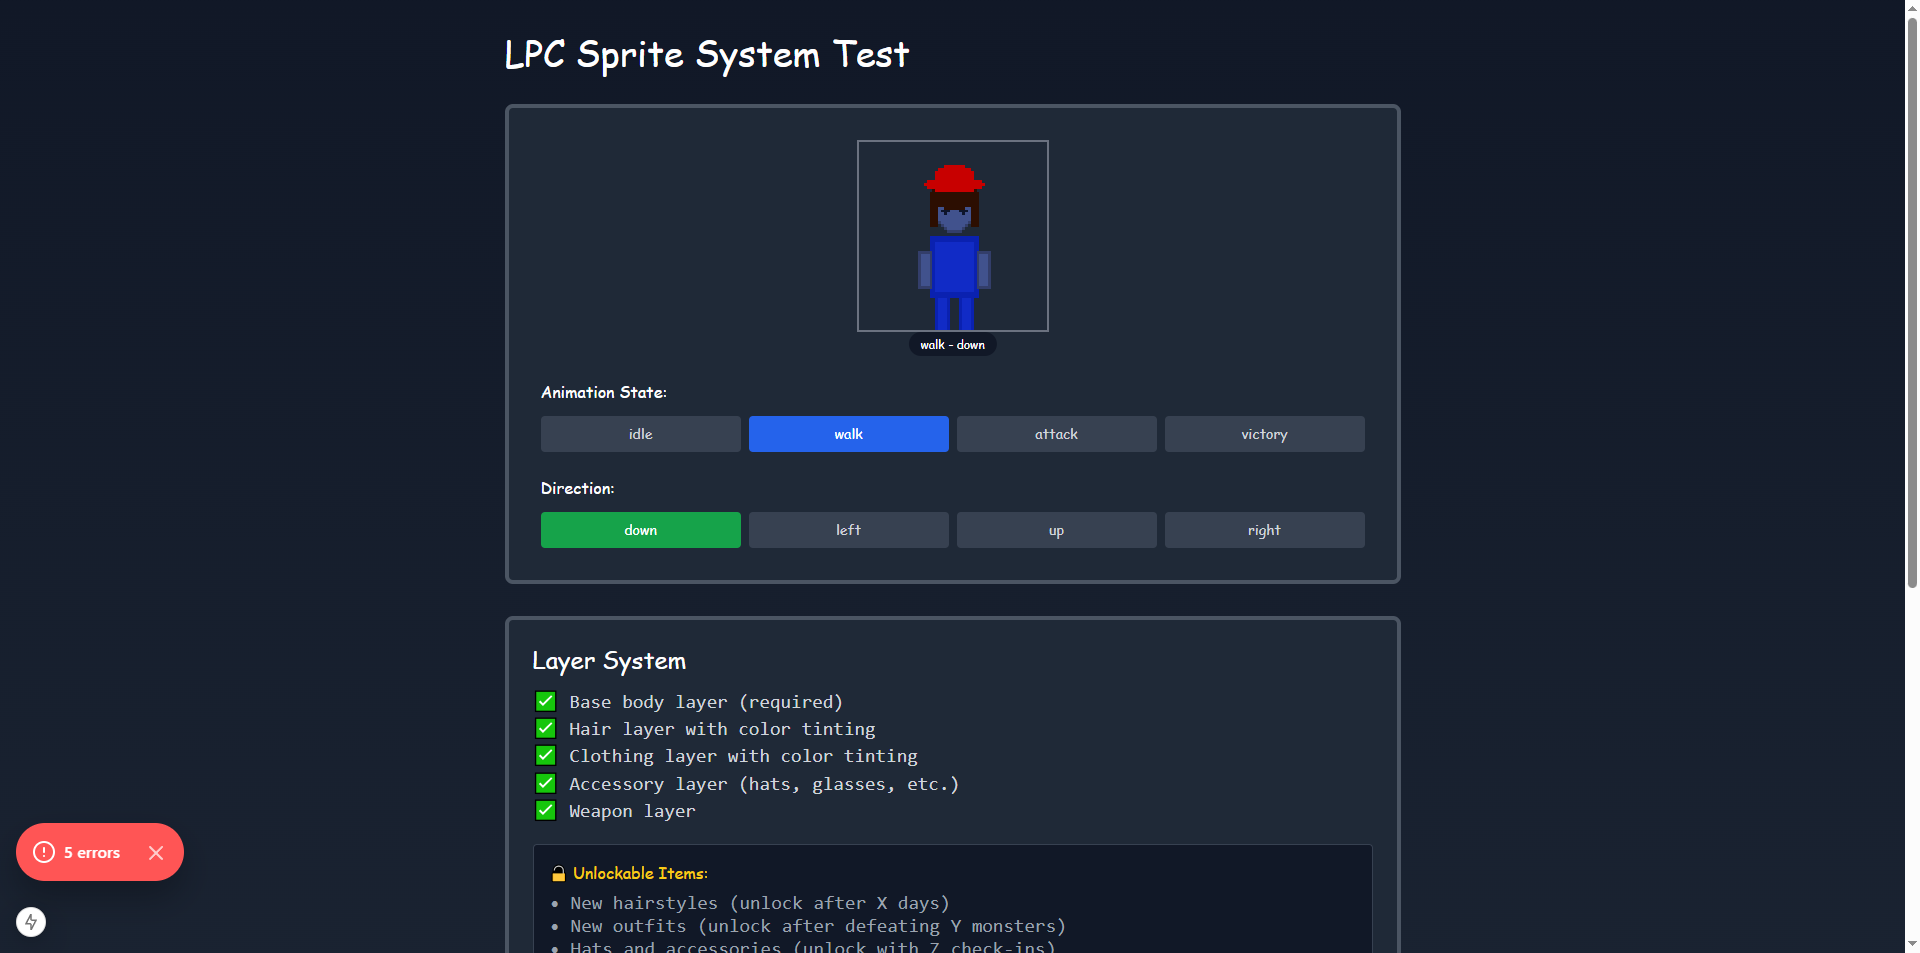 LPC Sprite System Test
walk - down
Animation State:
idle
walk
attack
victory
Direction:
down
left
up
right
Layer System
✅ Base body layer (required)
✅ Hair layer with color tinting
✅ Clothing layer with color tinting
✅ Accessory layer (hats, glasses, etc.)
✅ Weapon layer
🔓 Unlockable Items:
• New hairstyles (unlock after X days)
• New outfits (unlock after defeating Y monsters)
• Hats and accessories (unlock with Z check-ins)
5 errors